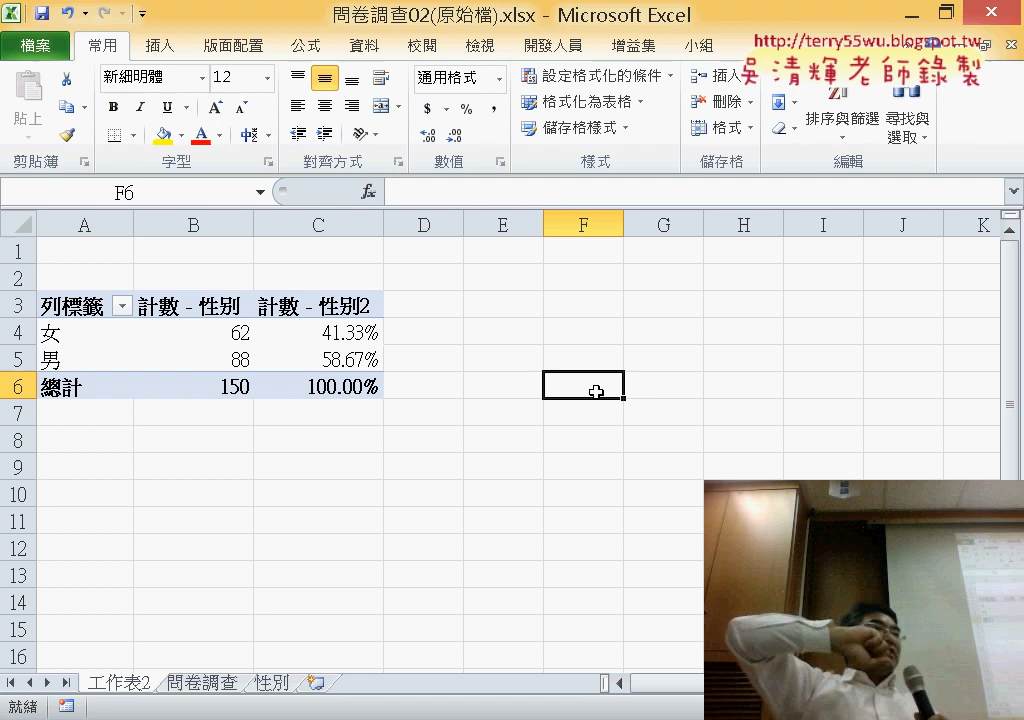 問卷調查02(原始檔).xlsx - Microsoft Excel
檔案 常用 插入 版面配置 公式 資料 校閱 檢視 開發人員 增益集 小組
http://terry55wu.blogspot.tw
吳清輝老師錄製
貼上
新細明體 12
B I U A A
A 中
通用格式
$ % ,
設定格式化的條件
格式化為表格
儲存格樣式
插入
刪除
格式
排序與篩選 尋找與選取
剪貼簿 字型 對齊方式 數值 樣式 儲存格 編輯
F6 fx
A B C D E F G H I J K
1
2
3 列標籤 計數 - 性別 計數 - 性別2
4 女 62 41.33%
5 男 88 58.67%
6 總計 150 100.00%
7
8
9
10
11
12
13
14
15
16
工作表2 問卷調查 性別
就緒